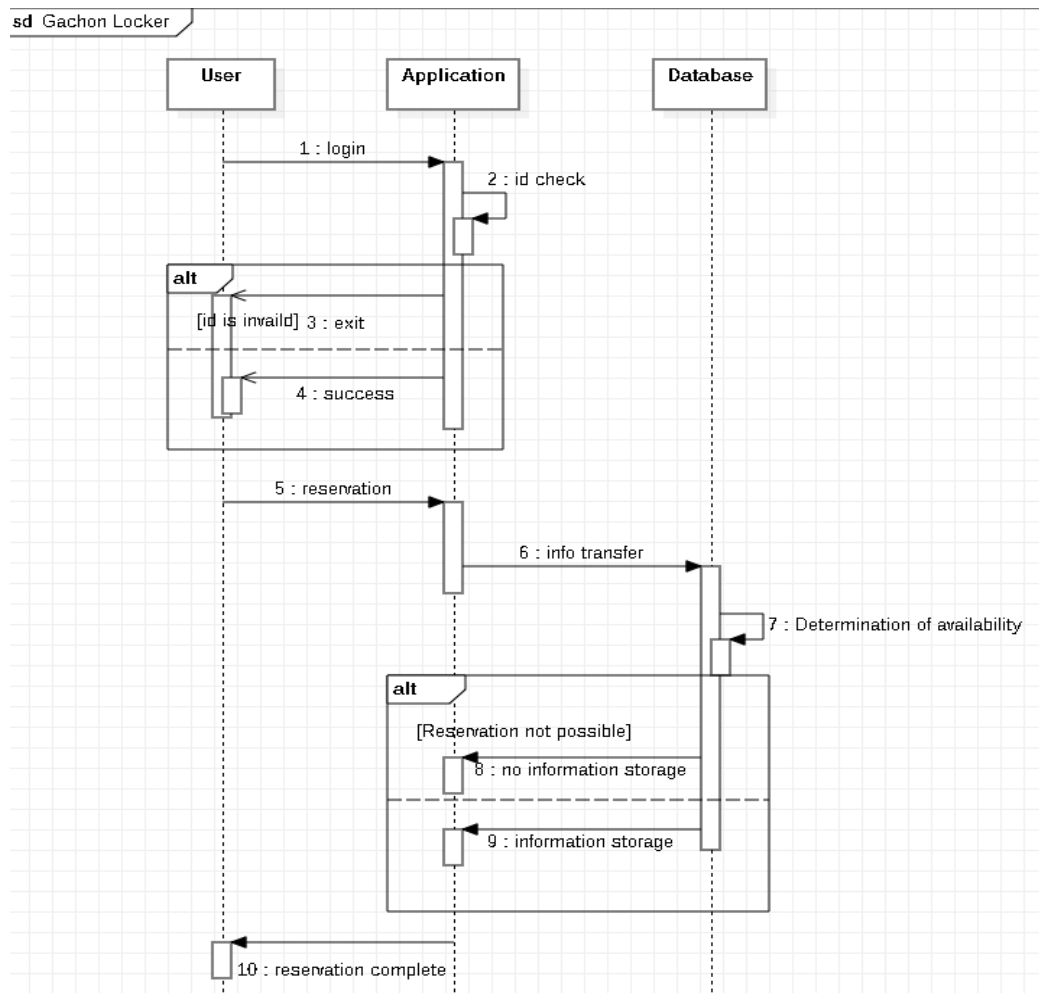 sd Gachon Locker
User
Application
Database
1 : login
2 : id check
alt
[id is invaild]
3 : exit
4 : success
5 : reservation
6 : info transfer
7 : Determination of availability
alt
[Reservation not possible]
8 : no information storage
9 : information storage
10 : reservation complete